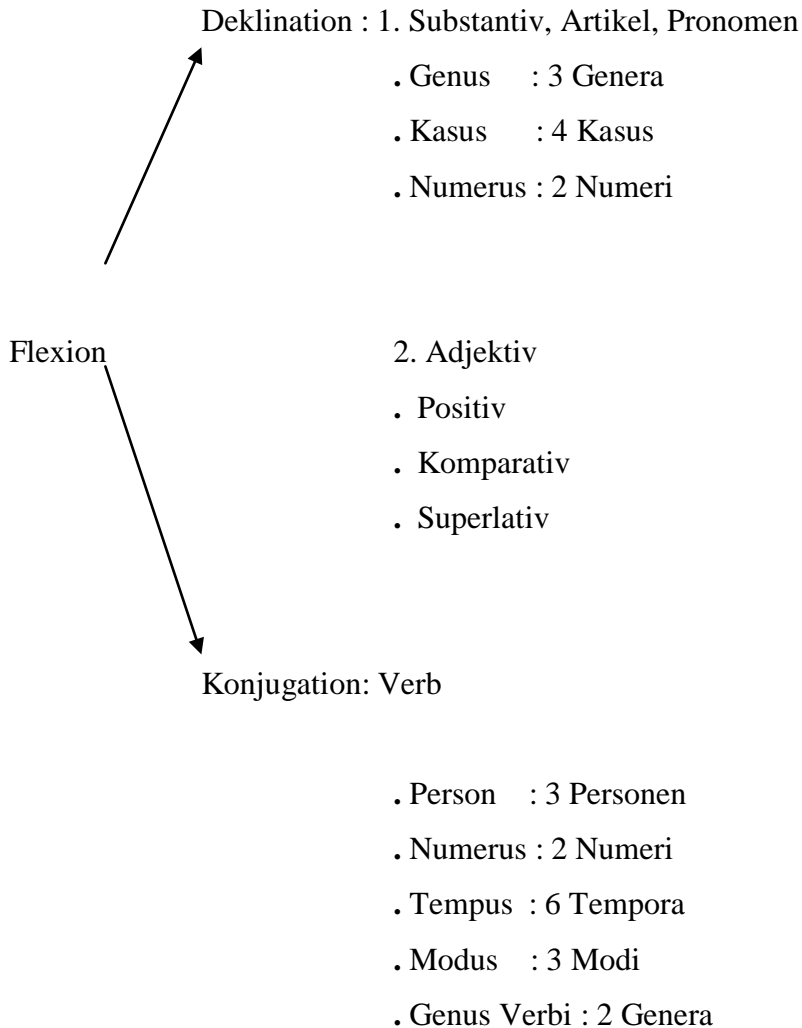 Deklination : 1. Substantiv, Artikel, Pronomen
. Genus : 3 Genera
. Kasus : 4 Kasus
. Numerus : 2 Numeri
Flexion 2. Adjektiv
. Positiv
. Komparativ
. Superlativ
Konjugation: Verb
. Person : 3 Personen
. Numerus : 2 Numeri
. Tempus : 6 Tempora
. Modus : 3 Modi
. Genus Verbi : 2 Genera